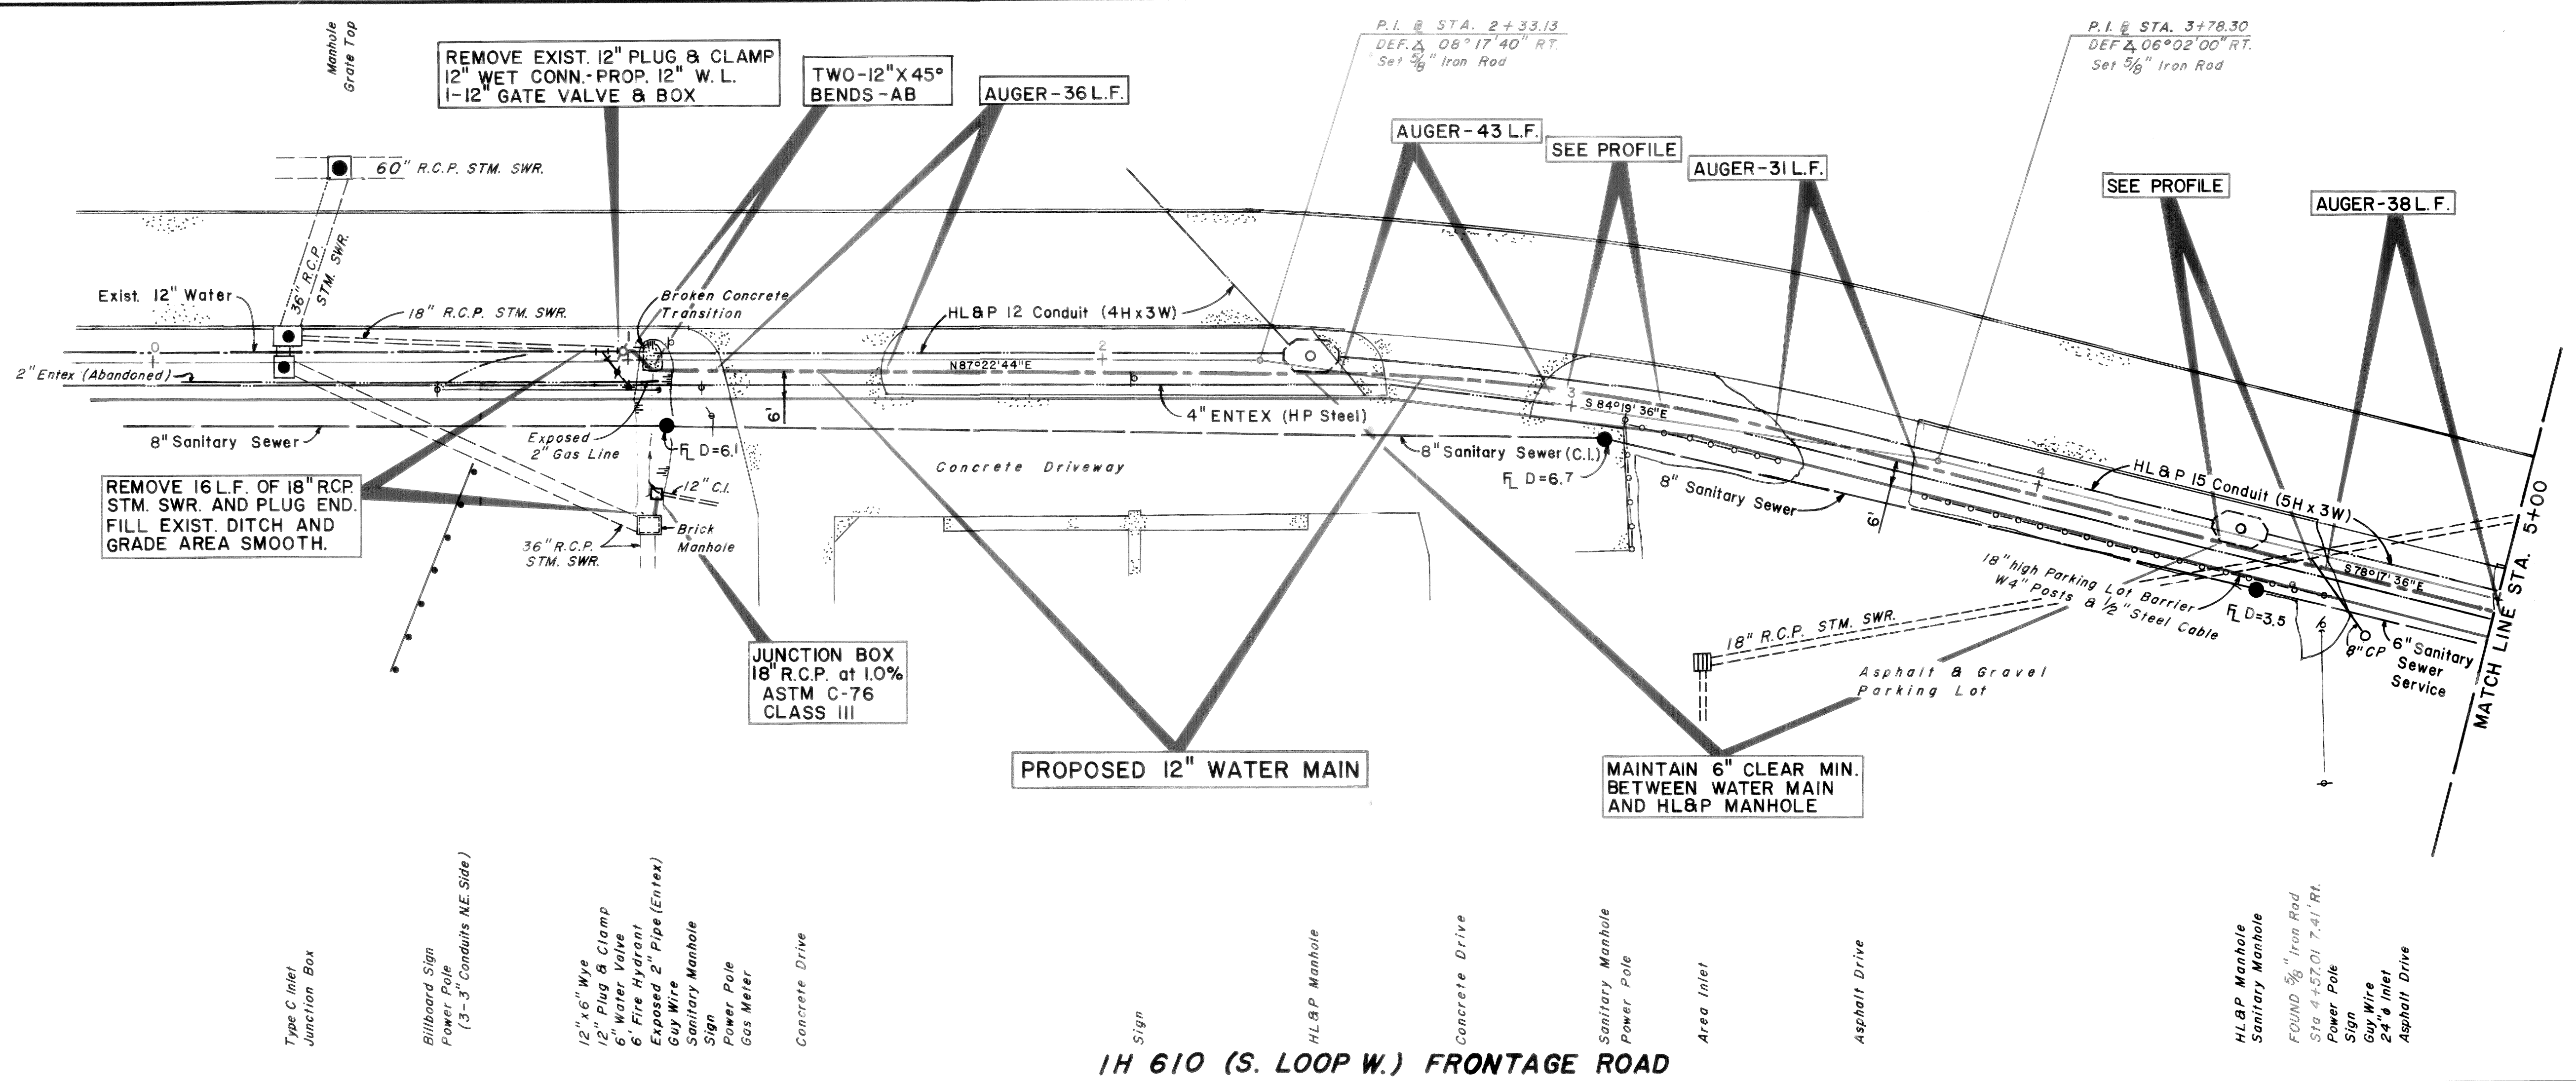 Manhole
Grate Top
REMOVE EXIST. 12" PLUG & CLAMP
12" WET CONN.-PROP. 12" W. L.
1-12" GATE VALVE & BOX
TWO-12"X45°
BENDS-AB
AUGER-36 L.F.
P.I. ⅊ STA. 2+33.13
DEF. ∡ 08°17'40" RT.
Set 5/8" Iron Rod
AUGER-43 L.F.
SEE PROFILE
AUGER-31 L.F.
P.I. ⅊ STA. 3+78.30
DEF ∡ 06°02'00" RT.
Set 5/8" Iron Rod
SEE PROFILE
AUGER-38 L.F.
60" R.C.P. STM. SWR.
36" R.C.P.
STM. SWR.
Exist. 12" Water
18" R.C.P. STM. SWR.
Broken Concrete
Transition
HL&P 12 Conduit (4H x 3W)
0
2
3
4
2" Entex (Abandoned)
N87°22'44"E
6'
4" ENTEX (HP Steel)
S 84°19'36"E
8" Sanitary Sewer
Exposed
2" Gas Line
FL D=6.1
Concrete Driveway
8" Sanitary Sewer (C.I.)
FL D=6.7
8" Sanitary Sewer
6'
HL&P 15 Conduit (5H x 3W)
REMOVE 16 L.F. OF 18" R.C.P.
STM. SWR. AND PLUG END.
FILL EXIST. DITCH AND
GRADE AREA SMOOTH.
12" C.I.
Brick
Manhole
36" R.C.P.
STM. SWR.
18" high Parking Lot Barrier
W4" Posts & 1/2" Steel Cable
S78°17'36"E
FL D=3.5
8" CP
6" Sanitary
Sewer
Service
MATCH LINE STA. 5+00
JUNCTION BOX
18" R.C.P. at 1.0%
ASTM C-76
CLASS III
18" R.C.P. STM. SWR.
Asphalt & Gravel
Parking Lot
PROPOSED 12" WATER MAIN
MAINTAIN 6" CLEAR MIN.
BETWEEN WATER MAIN
AND HL&P MANHOLE
Type C Inlet
Junction Box
Billboard Sign
Power Pole
(3-3" Conduits N.E. Side)
12" x 6" Wye
12" Plug & Clamp
6" Water Valve
6' Fire Hydrant
Exposed 2" Pipe (Entex)
Guy Wire
Sanitary Manhole
Sign
Power Pole
Gas Meter
Concrete Drive
Sign
HL&P Manhole
Concrete Drive
Sanitary Manhole
Power Pole
Area Inlet
Asphalt Drive
HL&P Manhole
Sanitary Manhole
FOUND 5/8" Iron Rod
Sta 4+57.01 7.41' Rt.
Power Pole
Sign
Guy Wire
24"ø Inlet
Asphalt Drive
IH 610 (S. LOOP W.) FRONTAGE ROAD